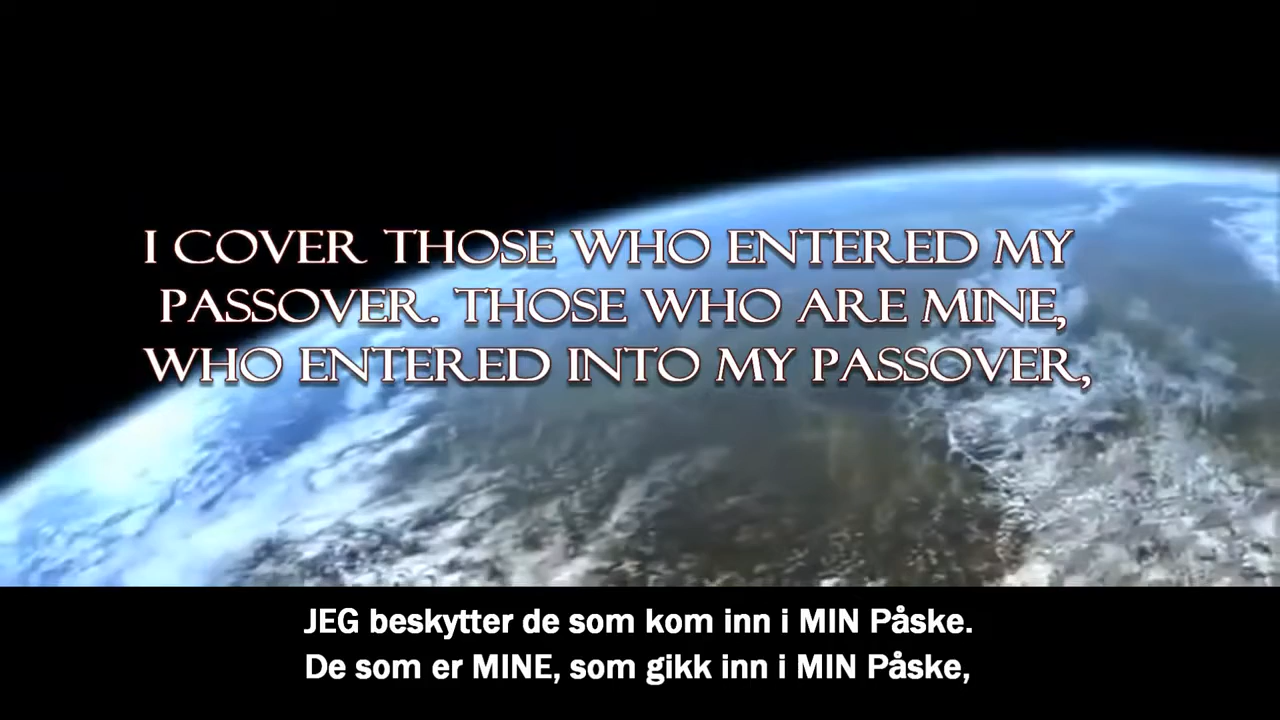 I COVER THOSE WHO ENTERED MY
PASSOVER. THOSE WHO ARE MINE,
WHO ENTERED INTO MY PASSOVER,
JEG beskytter de som kom inn i MIN Påske.
De som er MINE, som gikk inn i MIN Påske,